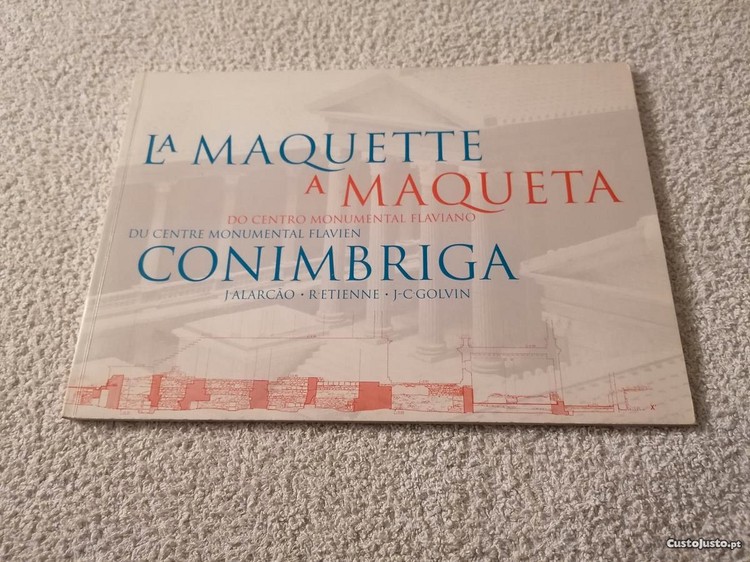 LA MAQUETTE
A MAQUETA
DO CENTRO MONUMENTAL FLAVIANO
DU CENTRE MONUMENTAL FLAVIEN
CONIMBRIGA
J·ALARCÃO • R·ETIENNE • J-C·GOLVIN
CustoJusto.pt